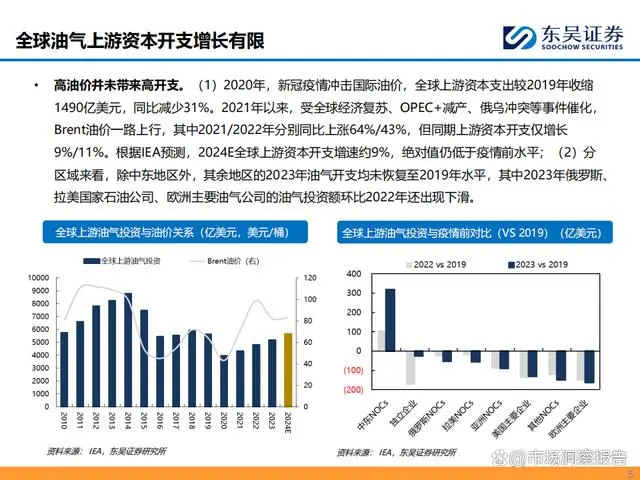 全球油气上游资本开支增长有限
东吴证券
SOOCHOW SECURITIES
• 高油价并未带来高开支。（1）2020年，新冠疫情冲击国际油价，全球上游资本支出较2019年收缩
1490亿美元，同比减少31%。2021年以来，受全球经济复苏、OPEC+减产、俄乌冲突等事件催化，
Brent油价一路上行，其中2021/2022年分别同比上涨64%/43%，但同期上游资本开支仅增长
9%/11%。根据IEA预测，2024E全球上游资本开支增速约9%，绝对值仍低于疫情前水平；（2）分
区域来看，除中东地区外，其余地区的2023年油气开支均未恢复至2019年水平，其中2023年俄罗斯、
拉美国家石油公司、欧洲主要油气公司的油气投资额环比2022年还出现下滑。
全球上游油气投资与油价关系（亿美元，美元/桶）
全球上游油气投资 Brent油价（右）
10000
9000
8000
7000
6000
5000
4000
3000
2000
1000
0
120
100
80
60
40
20
0
2010 2011 2012 2013 2014 2015 2016 2017 2018 2019 2020 2021 2022 2023 2024E
资料来源：IEA，东吴证券研究所
全球上游油气投资与疫情前对比（VS 2019）（亿美元）
2022 vs 2019 2023 vs 2019
400
300
200
100
0
(100)
(200)
中东NOCs 独立企业 俄罗斯NOCs 拉美NOCs 亚洲NOCs 美国主要企业 其他NOCs 欧洲主要企业
资料来源：IEA，东吴证券研究所
市场洞察报告
5